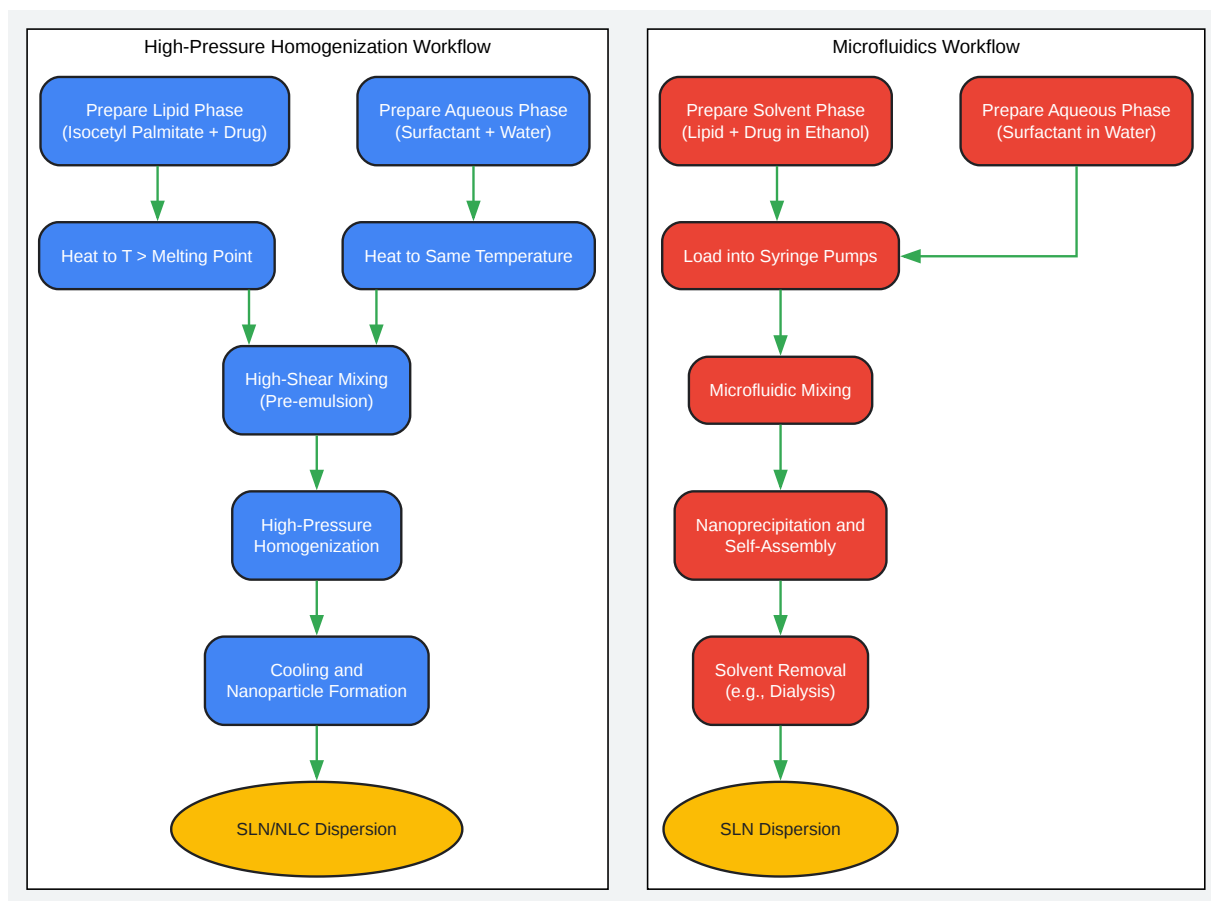 High-Pressure Homogenization Workflow
Prepare Lipid Phase
(Isocetyl Palmitate + Drug)
Prepare Aqueous Phase
(Surfactant + Water)
Heat to T > Melting Point
Heat to Same Temperature
High-Shear Mixing
(Pre-emulsion)
High-Pressure
Homogenization
Cooling and
Nanoparticle Formation
SLN/NLC Dispersion
Microfluidics Workflow
Prepare Solvent Phase
(Lipid + Drug in Ethanol)
Prepare Aqueous Phase
(Surfactant in Water)
Load into Syringe Pumps
Microfluidic Mixing
Nanoprecipitation and
Self-Assembly
Solvent Removal
(e.g., Dialysis)
SLN Dispersion